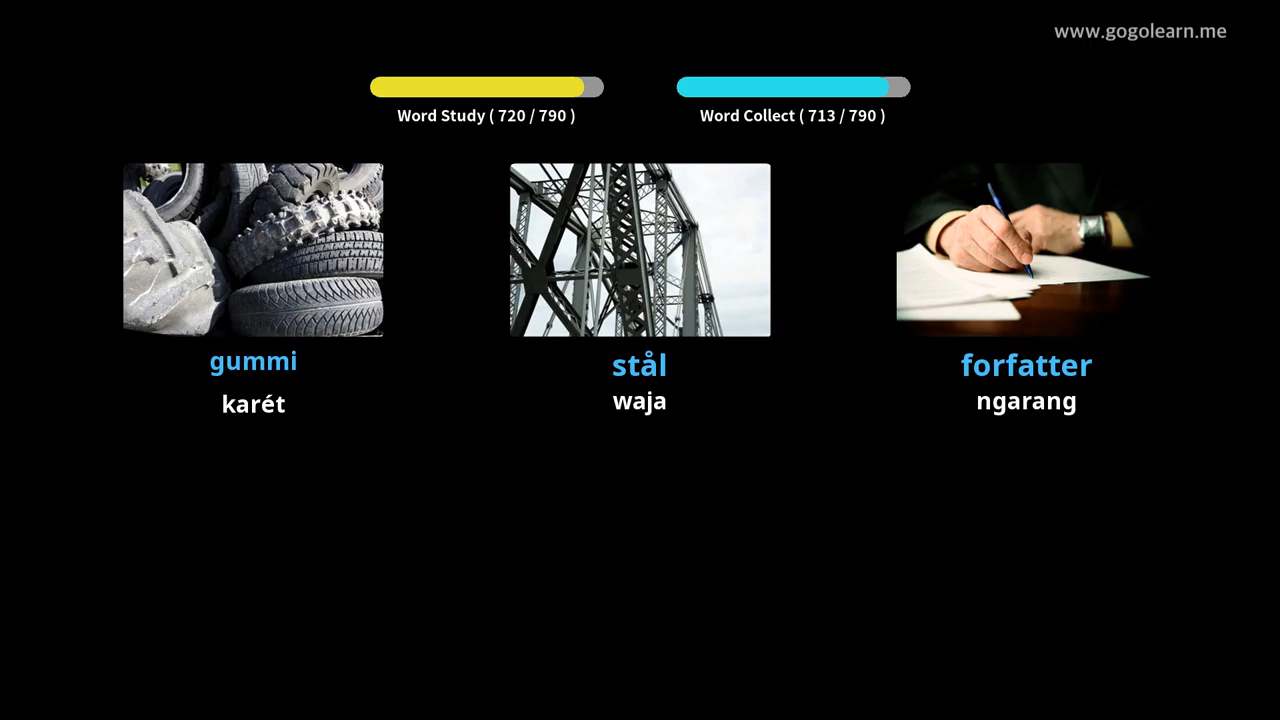 www.gogolearn.me
Word Study ( 720 / 790 )
Word Collect ( 713 / 790 )
gummi
karét
stål
waja
forfatter
ngarang